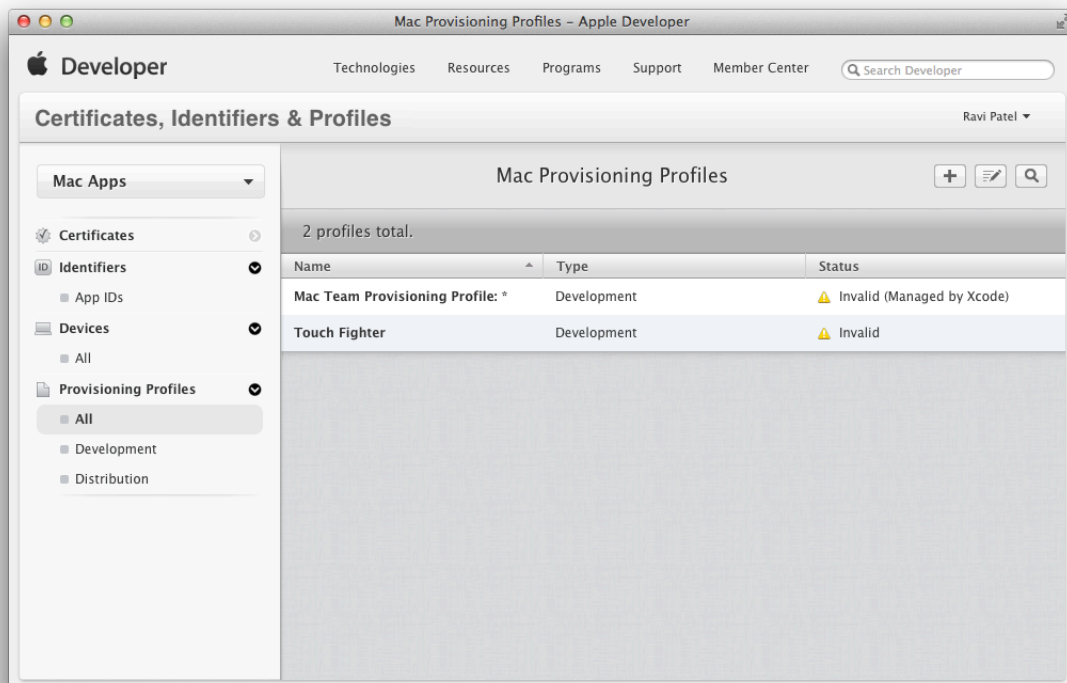 Mac Provisioning Profiles – Apple Developer
Developer
Technologies Resources Programs Support Member Center Search Developer
Certificates, Identifiers & Profiles
Ravi Patel
Mac Apps
Certificates
ID Identifiers
App IDs
Devices
All
Provisioning Profiles
All
Development
Distribution
Mac Provisioning Profiles
2 profiles total.
Name Type Status
Mac Team Provisioning Profile: * Development Invalid (Managed by Xcode)
Touch Fighter Development Invalid